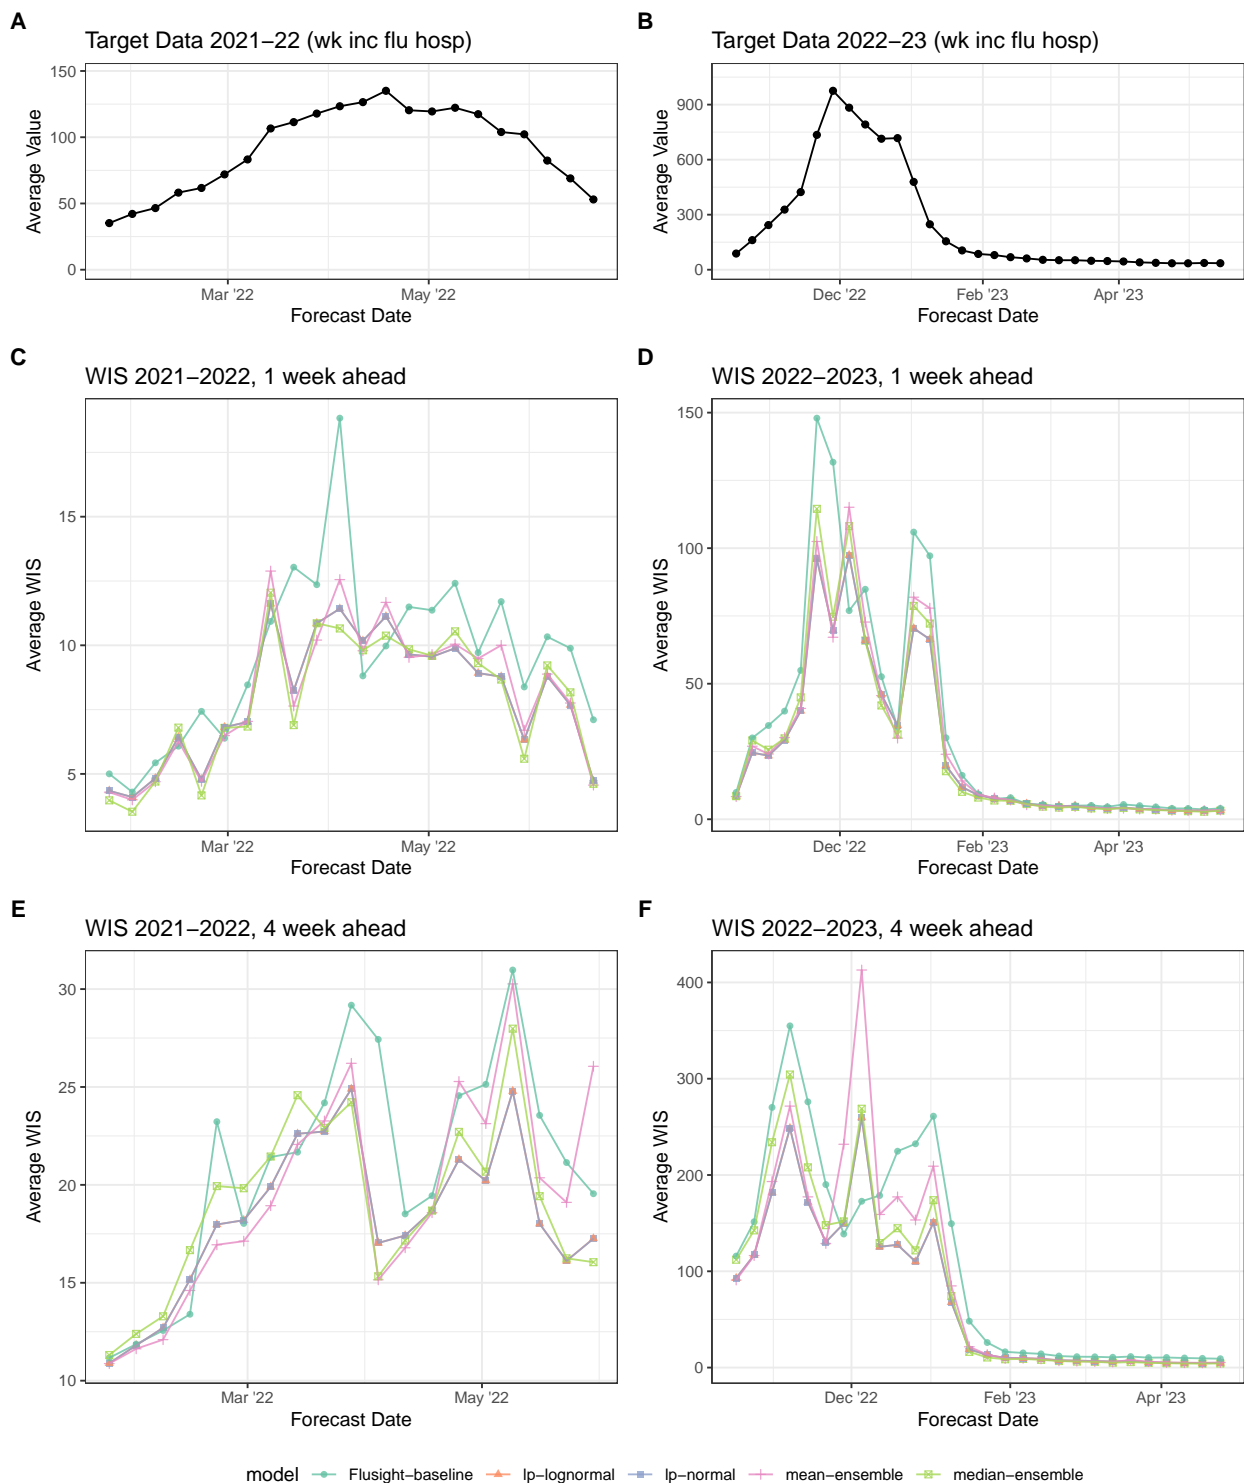 A
Target Data 2021−22 (wk inc flu hosp)
150
100
50
0
Average Value
Mar '22
May '22
Forecast Date
B
Target Data 2022−23 (wk inc flu hosp)
900
600
300
0
Average Value
Dec '22
Feb '23
Apr '23
Forecast Date
C
WIS 2021−2022, 1 week ahead
15
10
5
Average WIS
Mar '22
May '22
Forecast Date
D
WIS 2022−2023, 1 week ahead
150
100
50
0
Average WIS
Dec '22
Feb '23
Apr '23
Forecast Date
E
WIS 2021−2022, 4 week ahead
30
25
20
15
10
Average WIS
Mar '22
May '22
Forecast Date
F
WIS 2022−2023, 4 week ahead
400
300
200
100
0
Average WIS
Dec '22
Feb '23
Apr '23
Forecast Date
model Flusight−baseline lp−lognormal lp−normal mean−ensemble median−ensemble